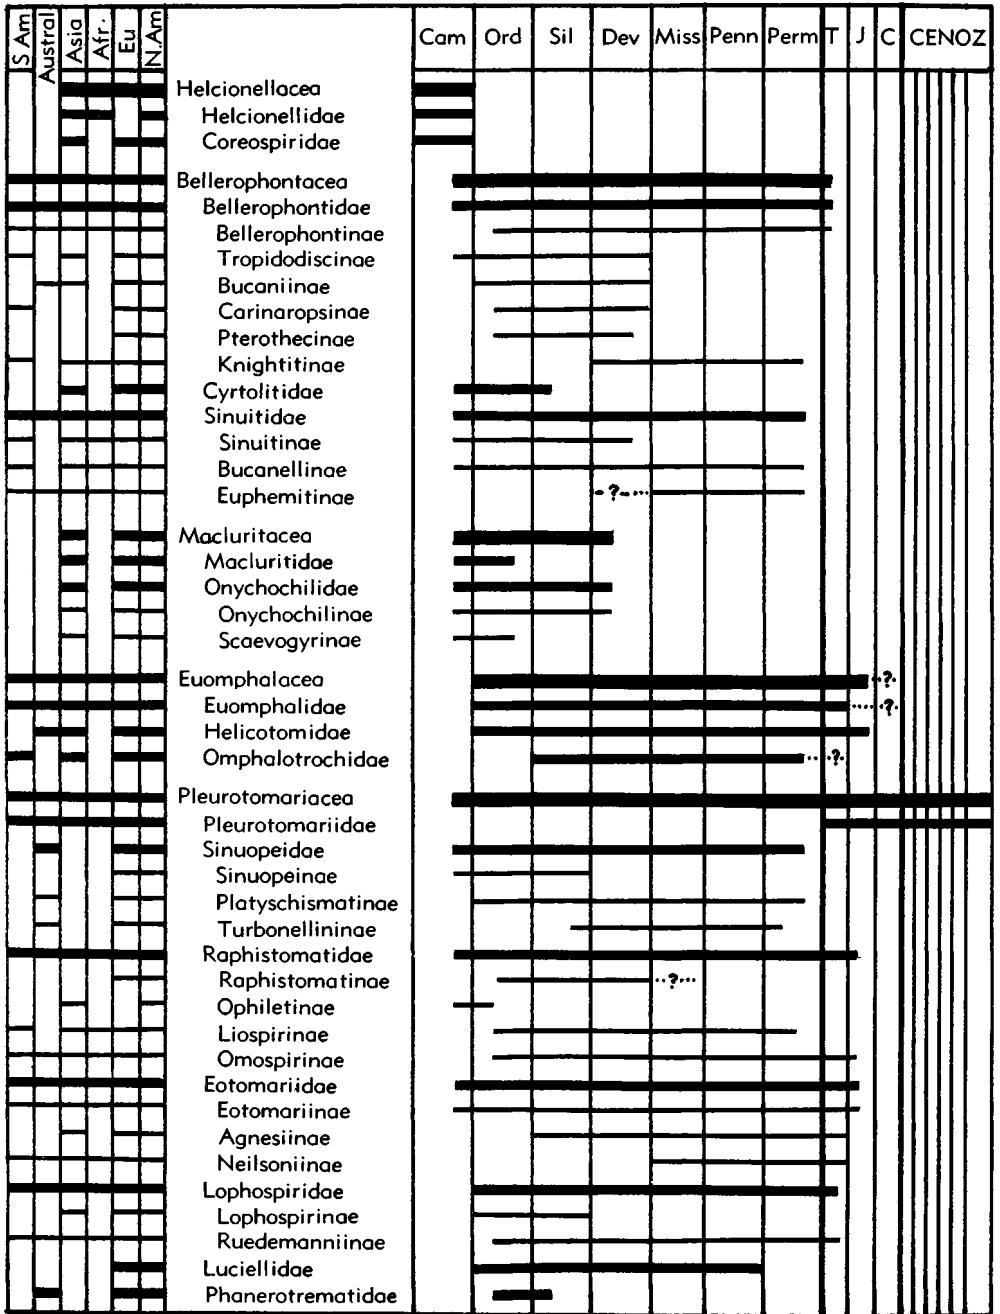 S Am Austral Asia Afr. Eu N.Am Cam Ord Sil Dev Miss Penn Perm T J C CENOZ
Helcionellacea
Helcionellidae
Coreospiridae
Bellerophontacea
Bellerophontidae
Bellerophontinae
Tropidodiscinae
Bucaniinae
Carinaropsinae
Pterothecinae
Knightitinae
Cyrtolitidae
Sinuitidae
Sinuitinae
Bucanellinae
Euphemitinae ?
Macluritacea
Macluritidae
Onychochilidae
Onychochilinae
Scaevogyrinae
Euomphalacea ?
Euomphalidae ?
Helicotomidae
Omphalotrochidae ?
Pleurotomariacea
Pleurotomariidae
Sinuopeidae
Sinuopeinae
Platyschismatinae
Turbonellininae
Raphistomatidae
Raphistomatinae ?
Ophiletinae
Liospirinae
Omospirinae
Eotomariidae
Eotomariinae
Agnesiinae
Neilsoniinae
Lophospiridae
Lophospirinae
Ruedemanniinae
Luciellidae
Phanerotrematidae